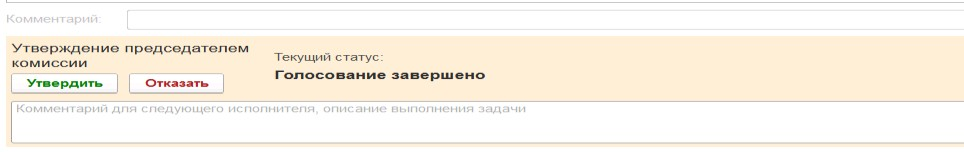 Комментарий:
Утверждение председателем
комиссии
Текущий статус:
Голосование завершено
Утвердить Отказать
Комментарий для следующего исполнителя, описание выполнения задачи